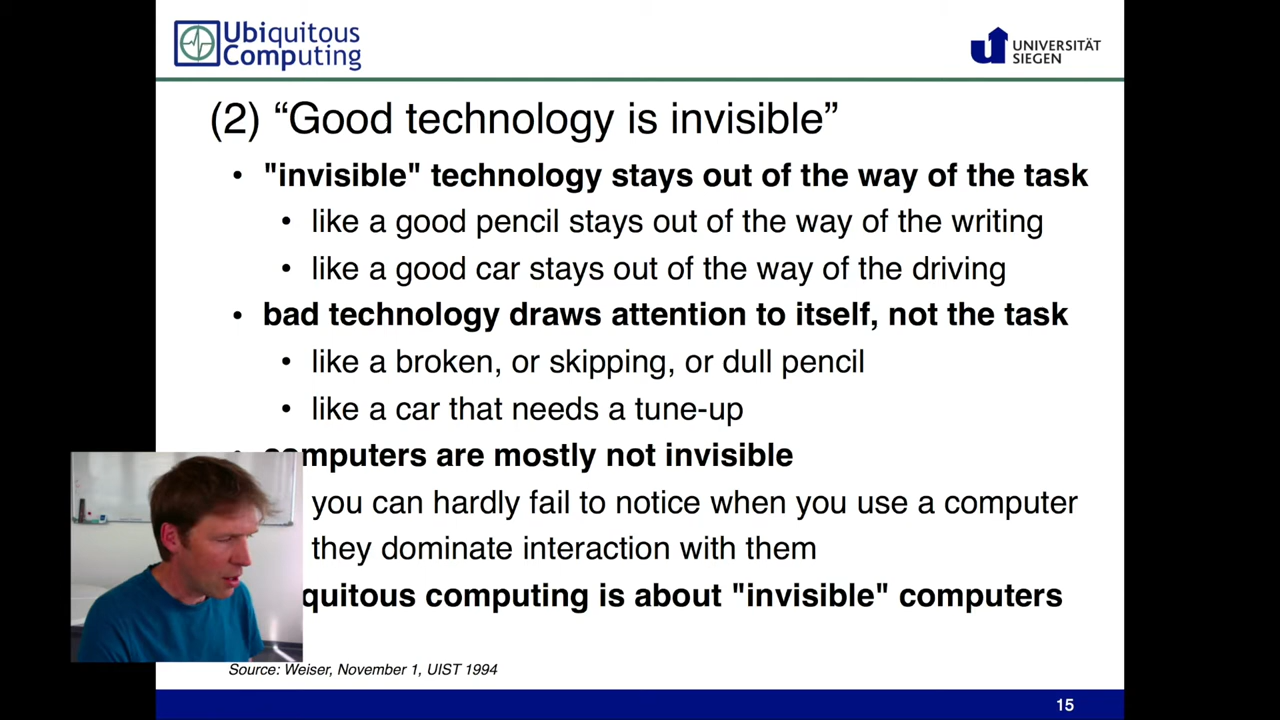 Ubiquitous
Computing
UNIVERSITÄT
SIEGEN
(2) “Good technology is invisible”
• "invisible" technology stays out of the way of the task
• like a good pencil stays out of the way of the writing
• like a good car stays out of the way of the driving
• bad technology draws attention to itself, not the task
• like a broken, or skipping, or dull pencil
• like a car that needs a tune-up
computers are mostly not invisible
you can hardly fail to notice when you use a computer
they dominate interaction with them
quitous computing is about "invisible" computers
Source: Weiser, November 1, UIST 1994
15